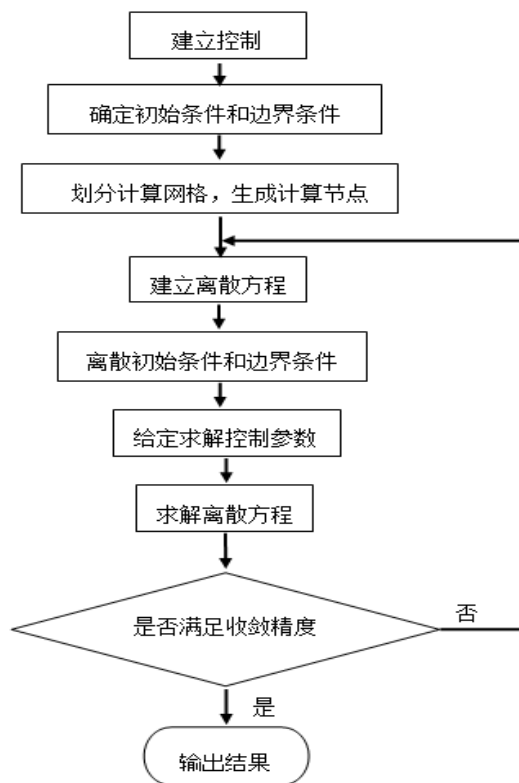 建立控制
确定初始条件和边界条件
划分计算网格，生成计算节点
建立离散方程
离散初始条件和边界条件
给定求解控制参数
求解离散方程
是否满足收敛精度
否
是
输出结果